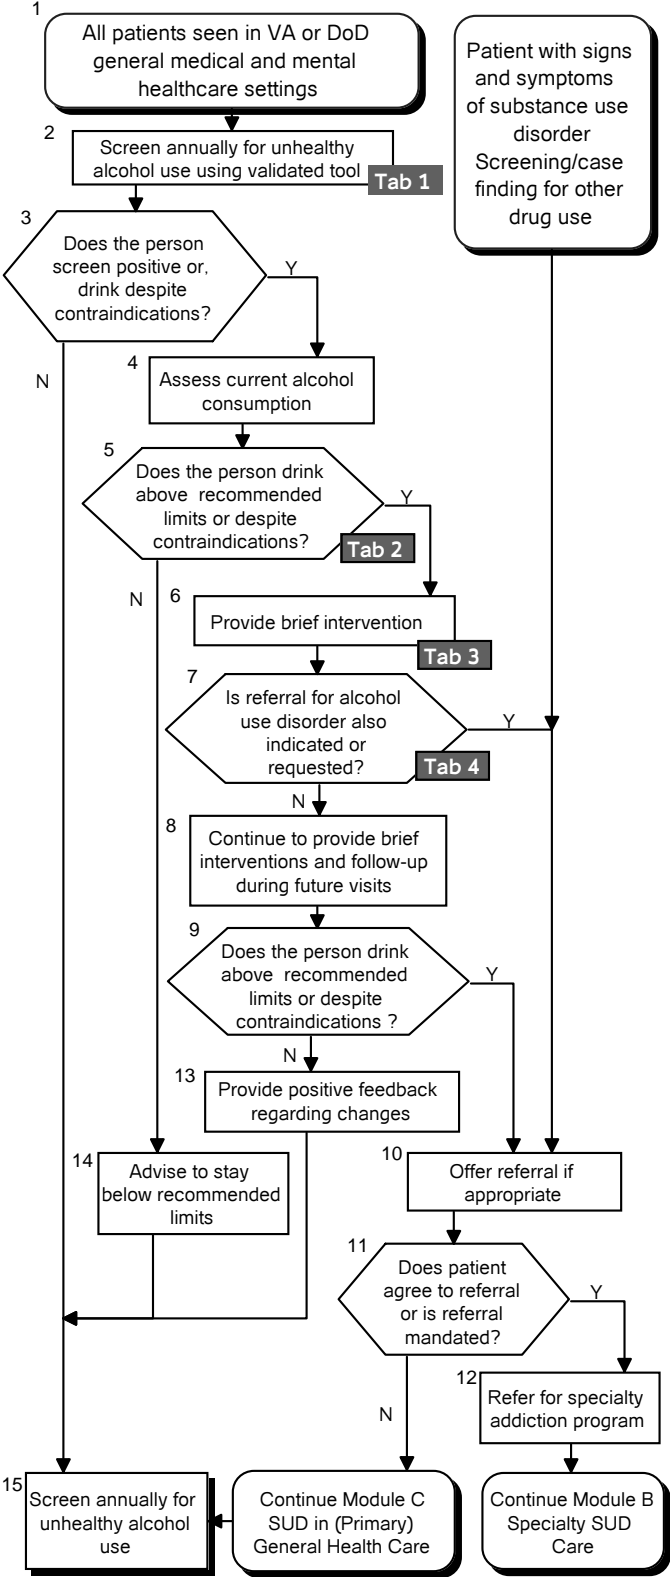 1
All patients seen in VA or DoD
general medical and mental
healthcare settings
Patient with signs
and symptoms
of substance use
disorder
Screening/case
finding for other
drug use
2
Screen annually for unhealthy
alcohol use using validated tool
Tab 1
3
Does the person
screen positive or,
drink despite
contraindications?
Y
N
4
Assess current alcohol
consumption
5
Does the person drink
above recommended
limits or despite
contraindications?
Y
Tab 2
N
6
Provide brief intervention
Tab 3
7
Is referral for alcohol
use disorder also
indicated or
requested?
Y
Tab 4
N
8
Continue to provide brief
interventions and follow-up
during future visits
9
Does the person drink
above recommended
limits or despite
contraindications ?
Y
N
13
Provide positive feedback
regarding changes
14
Advise to stay
below recommended
limits
10
Offer referral if
appropriate
11
Does patient
agree to referral
or is referral
mandated?
Y
N
12
Refer for specialty
addiction program
15
Screen annually for
unhealthy alcohol
use
Continue Module C
SUD in (Primary)
General Health Care
Continue Module B
Specialty SUD
Care